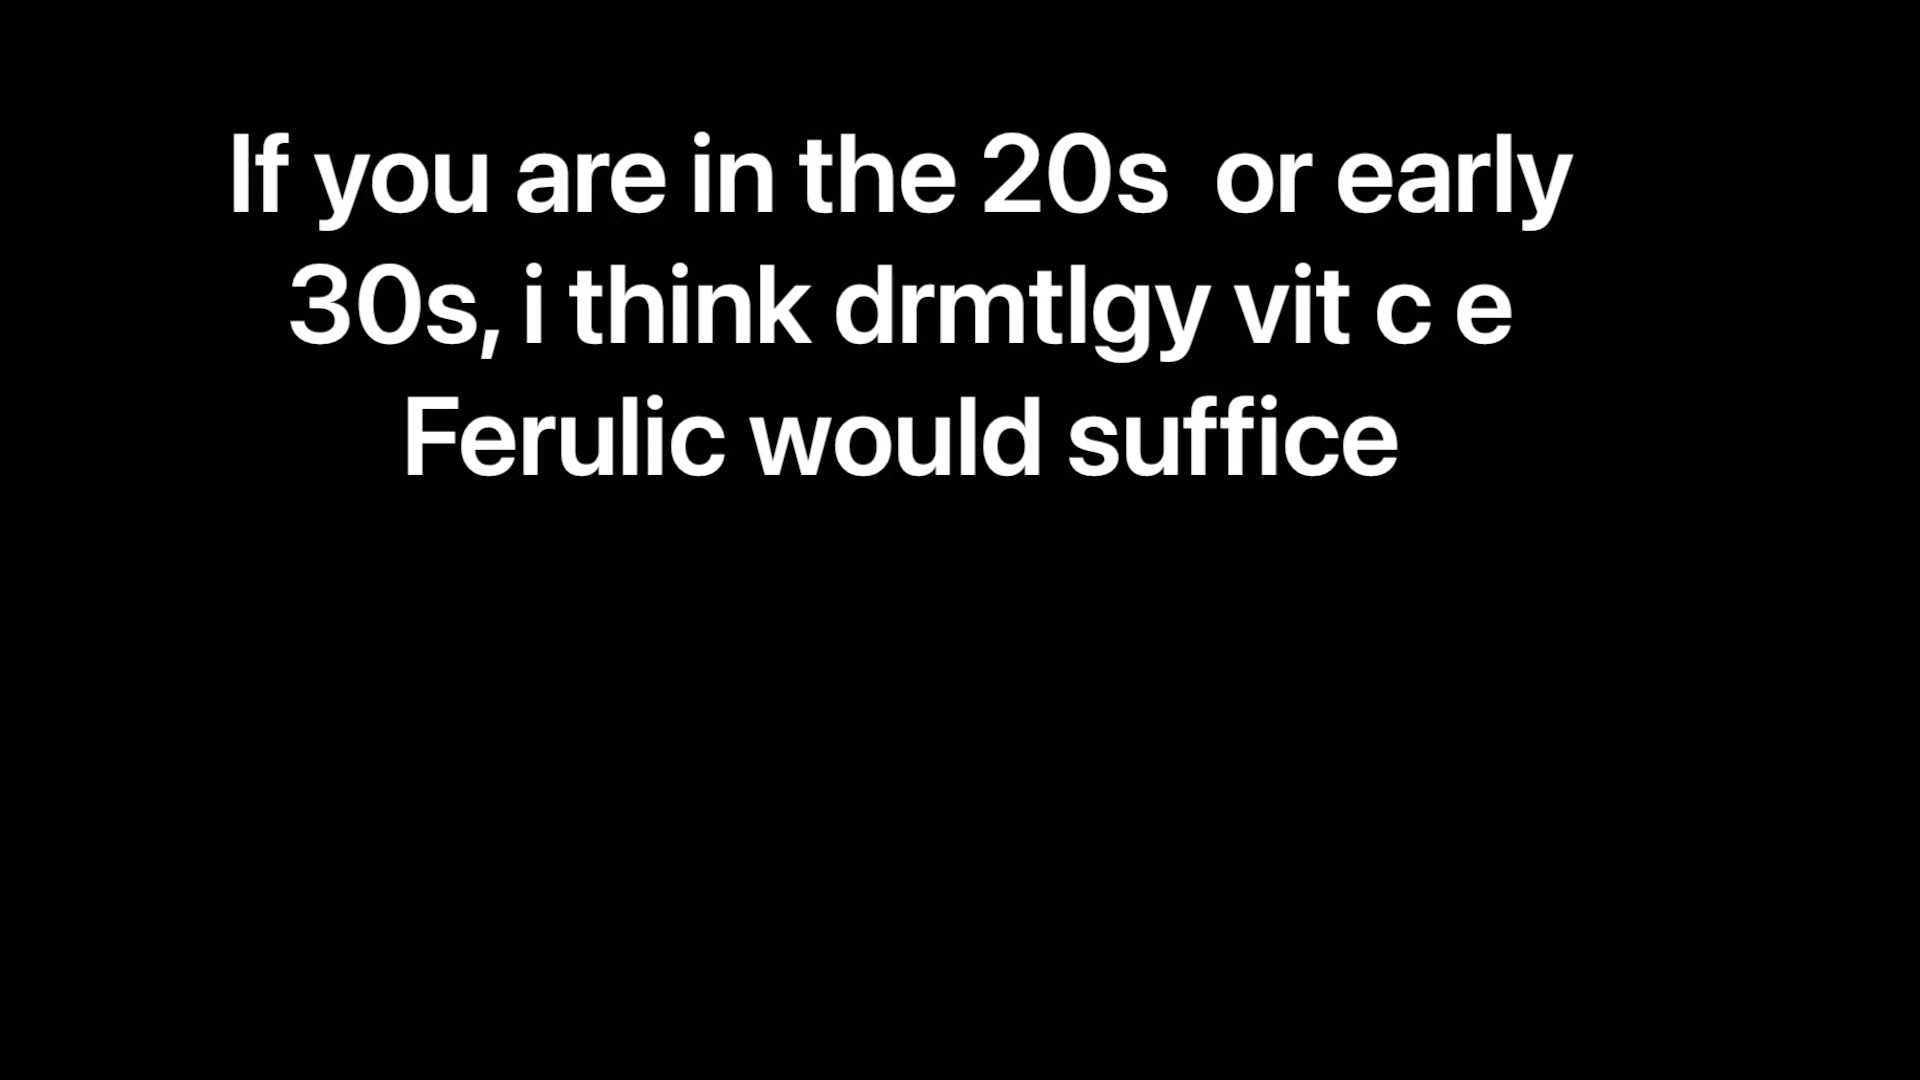 If you are in the 20s  or early
30s, i think drmtlgy vit c e
Ferulic would suffice